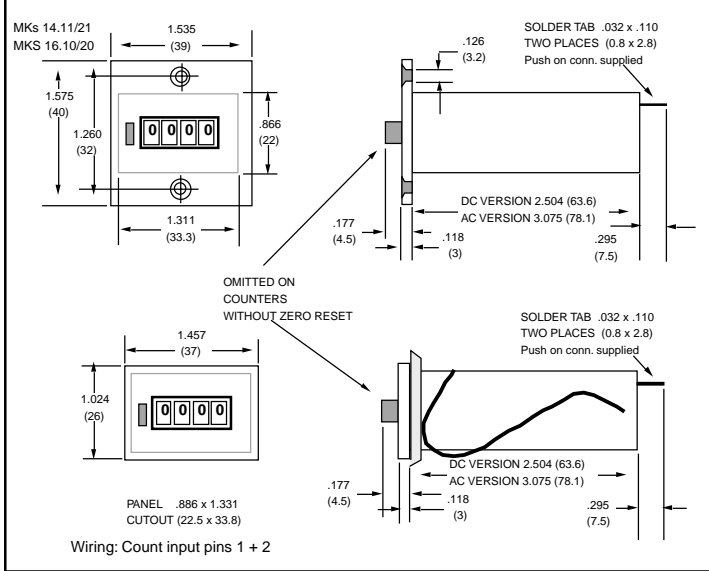 MKs 14.11/21
MKS 16.10/20
1.535
(39)
1.575
(40)
1.260
(32)
0 0 0 0
.866
(22)
1.311
(33.3)
.126
(3.2)
SOLDER TAB .032 x .110
TWO PLACES (0.8 x 2.8)
Push on conn. supplied
DC VERSION 2.504 (63.6)
AC VERSION 3.075 (78.1)
.177
(4.5)
.118
(3)
.295
(7.5)
OMITTED ON
COUNTERS
WITHOUT ZERO RESET
1.457
(37)
1.024
(26)
0 0 0 0
PANEL .886 x 1.331
CUTOUT (22.5 x 33.8)
SOLDER TAB .032 x .110
TWO PLACES (0.8 x 2.8)
Push on conn. supplied
DC VERSION 2.504 (63.6)
AC VERSION 3.075 (78.1)
.177
(4.5)
.118
(3)
.295
(7.5)
Wiring: Count input pins 1 + 2